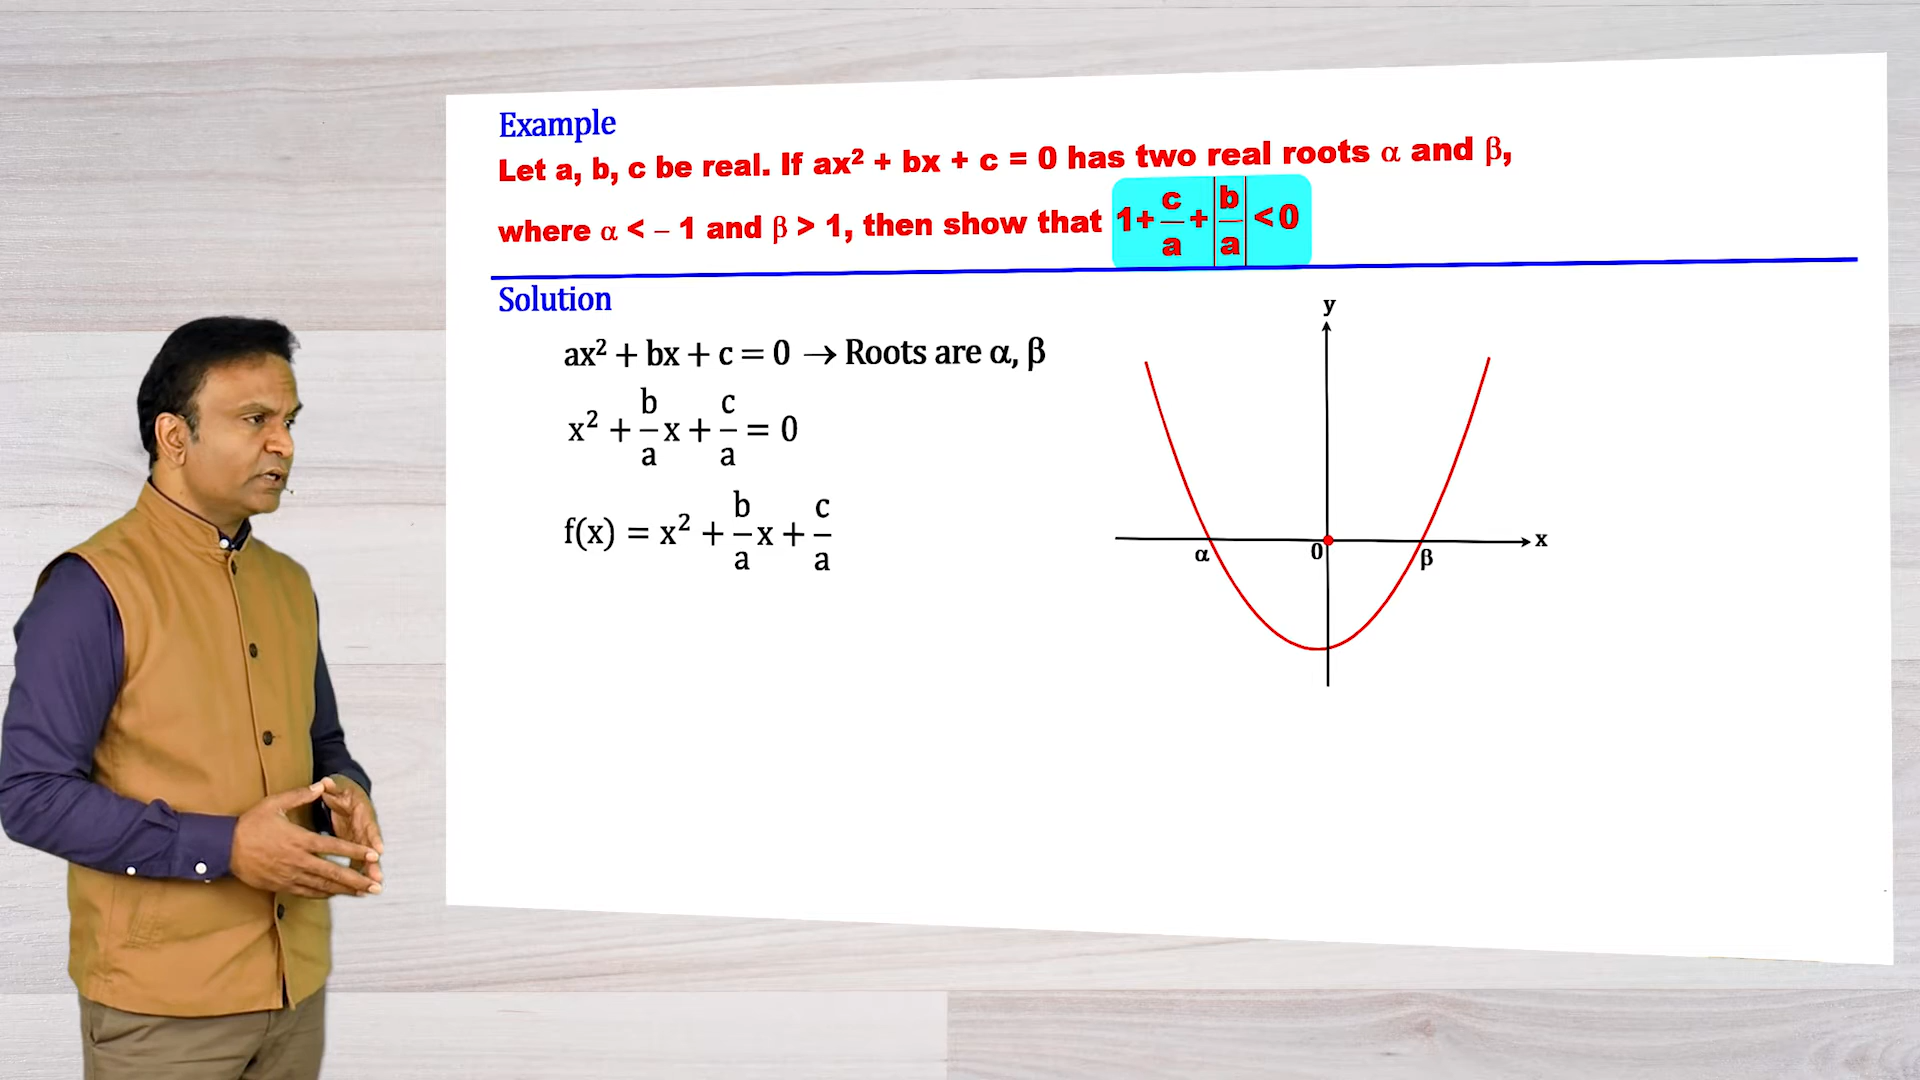 Example
Let a, b, c be real. If ax² + bx + c = 0 has two real roots α and β,
where α < – 1 and β > 1, then show that 1+c/a+|b/a|<0
Solution
ax² + bx + c = 0 → Roots are α, β
x² + b/a x + c/a = 0
f(x) = x² + b/a x + c/a
y
x
α
0
β